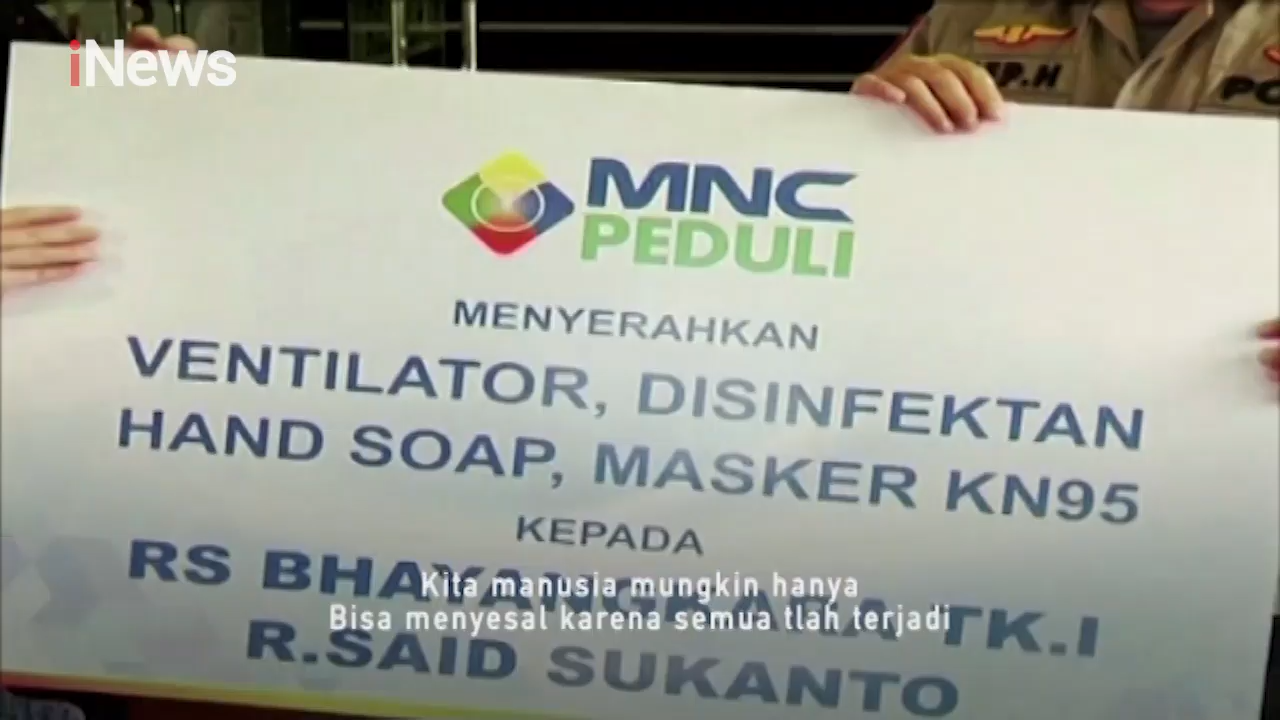 iNews
MNC
PEDULI
MENYERAHKAN
VENTILATOR, DISINFEKTAN
HAND SOAP, MASKER KN95
KEPADA
RS BHAYANGKARA TK.I
R.SAID SUKANTO
Kita manusia mungkin hanya
Bisa menyesal karena semua tlah terjadi